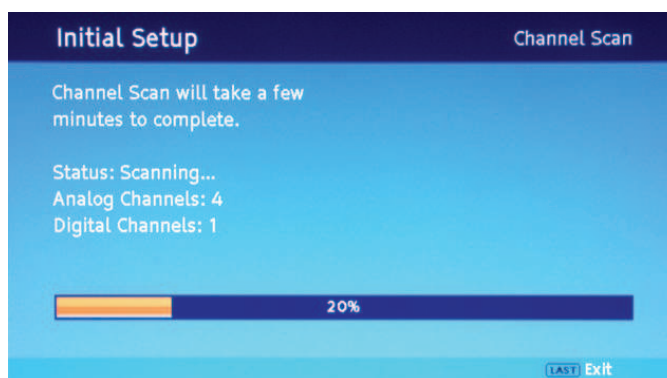 Initial Setup
Channel Scan
Channel Scan will take a few
minutes to complete.
Status: Scanning...
Analog Channels: 4
Digital Channels: 1
20%
LAST Exit